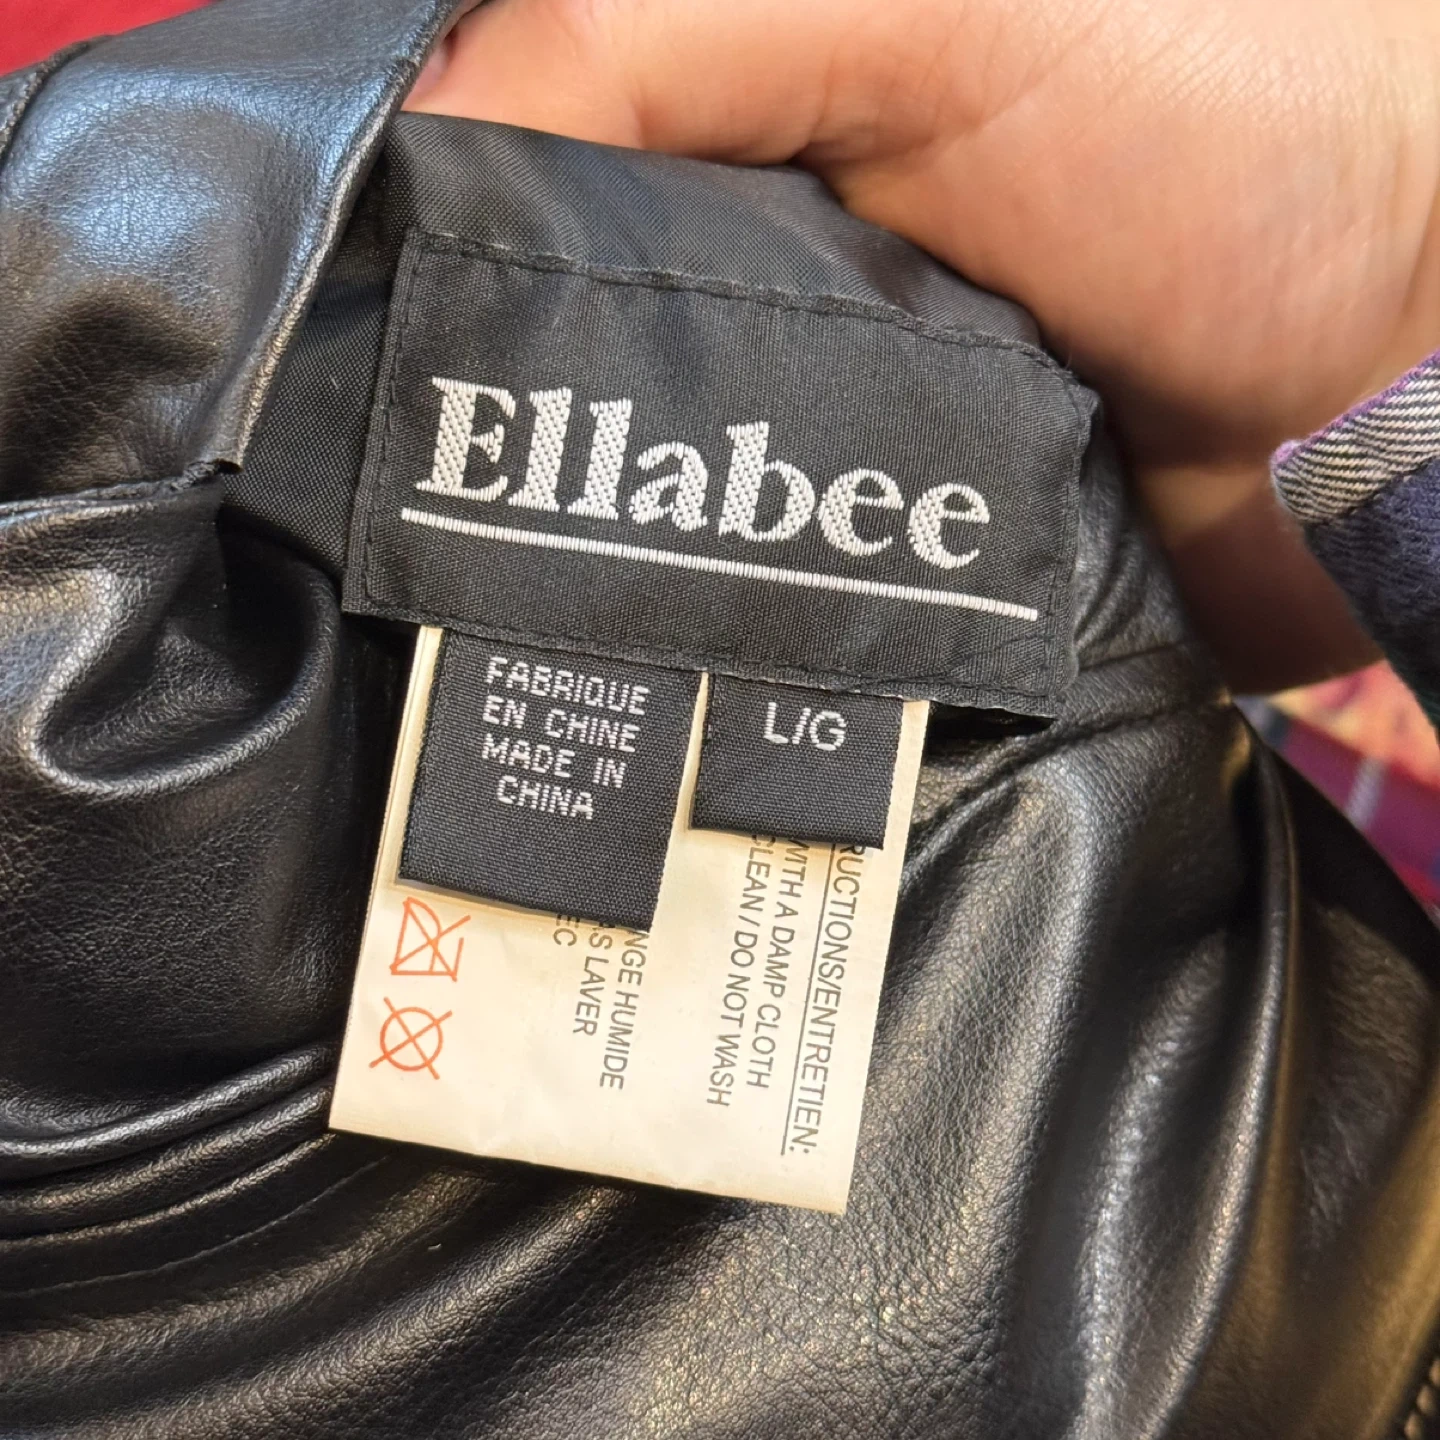 Ellabee
FABRIQUE
EN CHINE
MADE IN
CHINA
L/G
RUCTIONS/ENTRETIEN:
WITH A DAMP CLOTH
CLEAN / DO NOT WASH
NGE HUMIDE
AS LAVER
EC